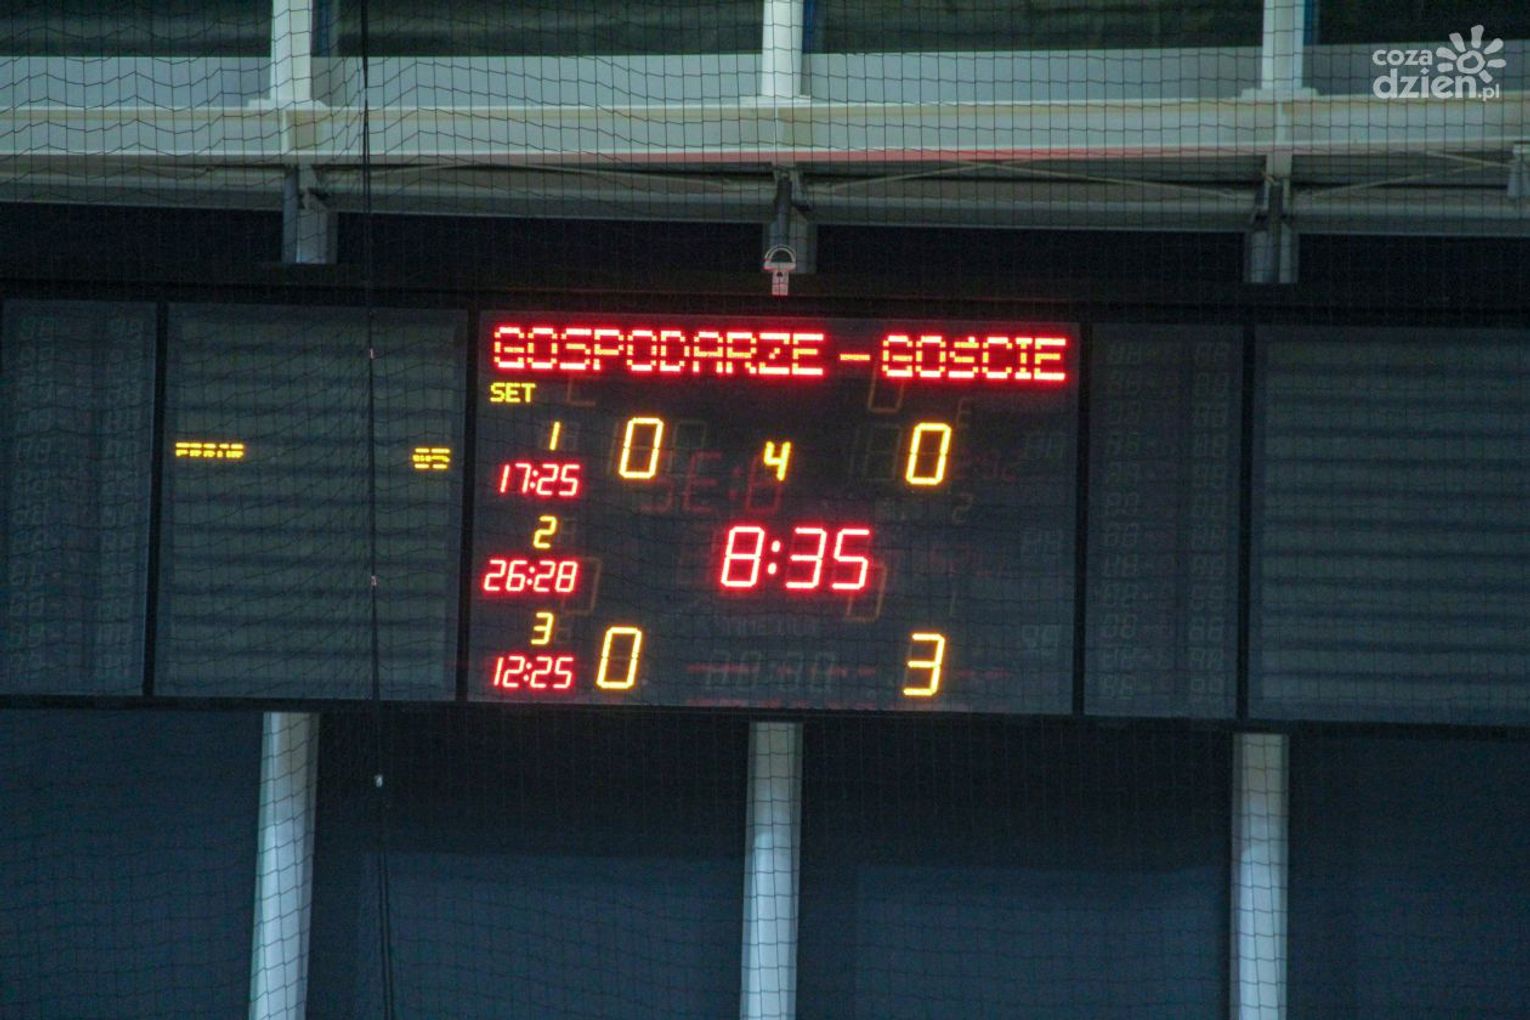 coza
dzień.pl
GOSPODARZE - GOŚCIE
SET
1 0 4 0
17:25
2 8:35
26:28
3 0 3
12:25